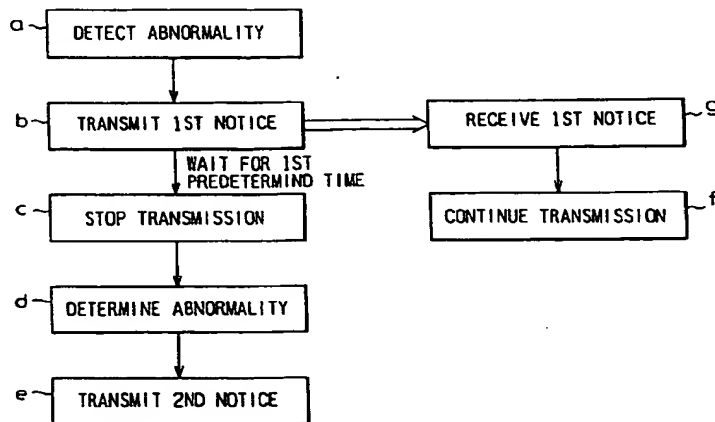 a
DETECT ABNORMALITY
b
TRANSMIT 1ST NOTICE
RECEIVE 1ST NOTICE
g
WAIT FOR 1ST
PREDETERMIND TIME
c
STOP TRANSMISSION
CONTINUE TRANSMISSION
f
d
DETERMINE ABNORMALITY
e
TRANSMIT 2ND NOTICE